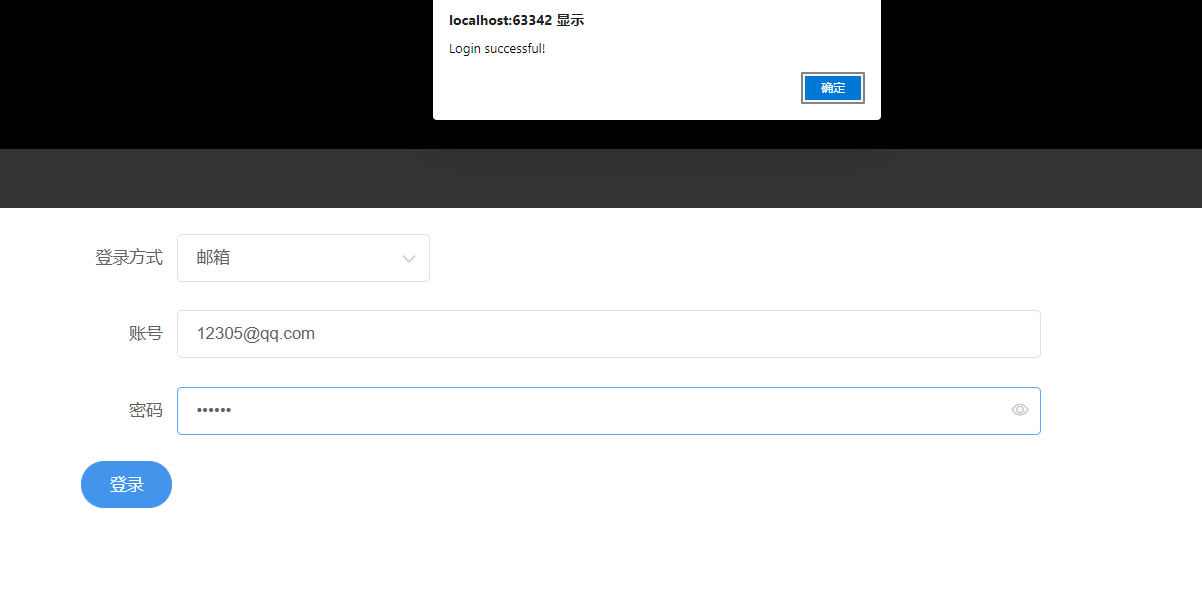 localhost:63342 显示
Login successful!
确定
登录方式 邮箱
账号 12305@qq.com
密码 ••••••
登录